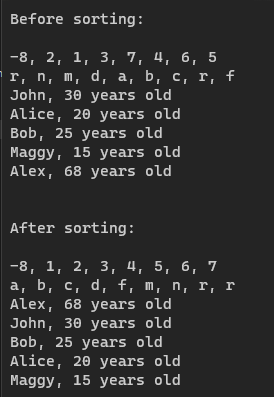 Before sorting:
-8, 2, 1, 3, 7, 4, 6, 5
r, n, m, d, a, b, c, r, f
John, 30 years old
Alice, 20 years old
Bob, 25 years old
Maggy, 15 years old
Alex, 68 years old
After sorting:
-8, 1, 2, 3, 4, 5, 6, 7
a, b, c, d, f, m, n, r, r
Alex, 68 years old
John, 30 years old
Bob, 25 years old
Alice, 20 years old
Maggy, 15 years old